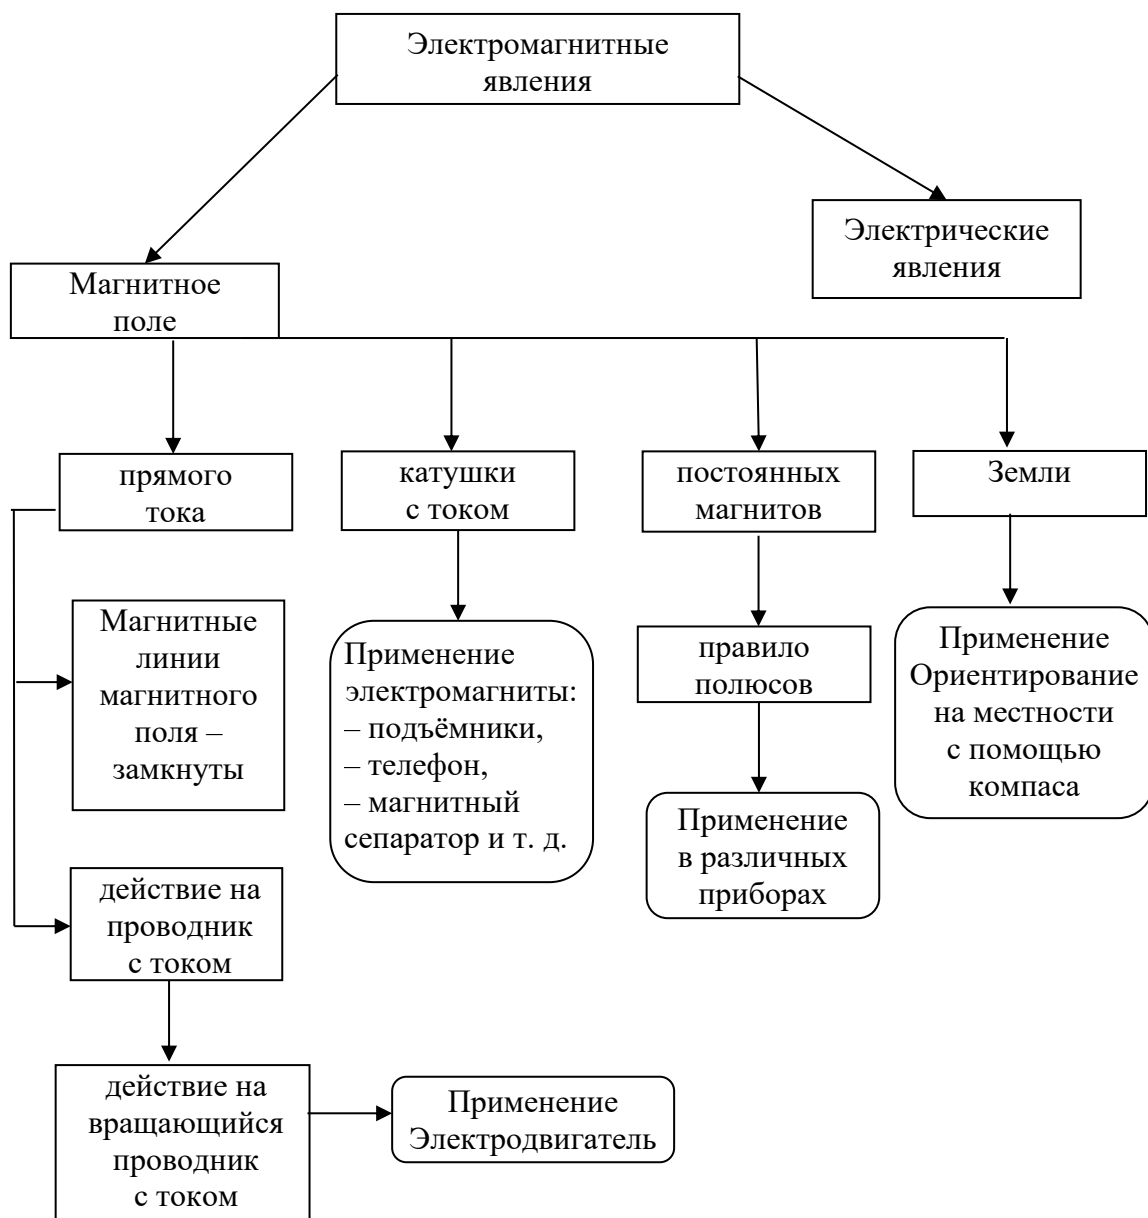 Электромагнитные
явления
Электрические
явления
Магнитное
поле
прямого
тока
катушки
с током
постоянных
магнитов
Земли
Магнитные
линии
магнитного
поля –
замкнуты
Применение
электромагниты:
– подъёмники,
– телефон,
– магнитный
сепаратор и т. д.
правило
полюсов
Применение
Ориентирование
на местности
с помощью
компаса
Применение
в различных
приборах
действие на
проводник
с током
действие на
вращающийся
проводник
с током
Применение
Электродвигатель